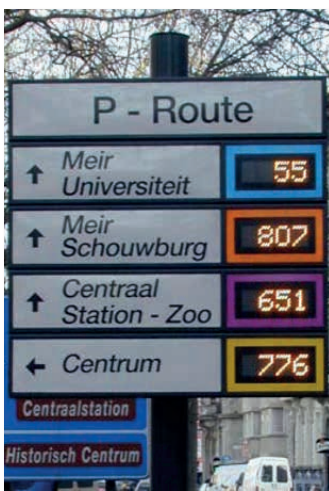 P - Route
Meir
Universiteit
55
Meir
Schouwburg
807
Centraal
Station - Zoo
651
Centrum
776
Centraalstation
Historisch Centrum